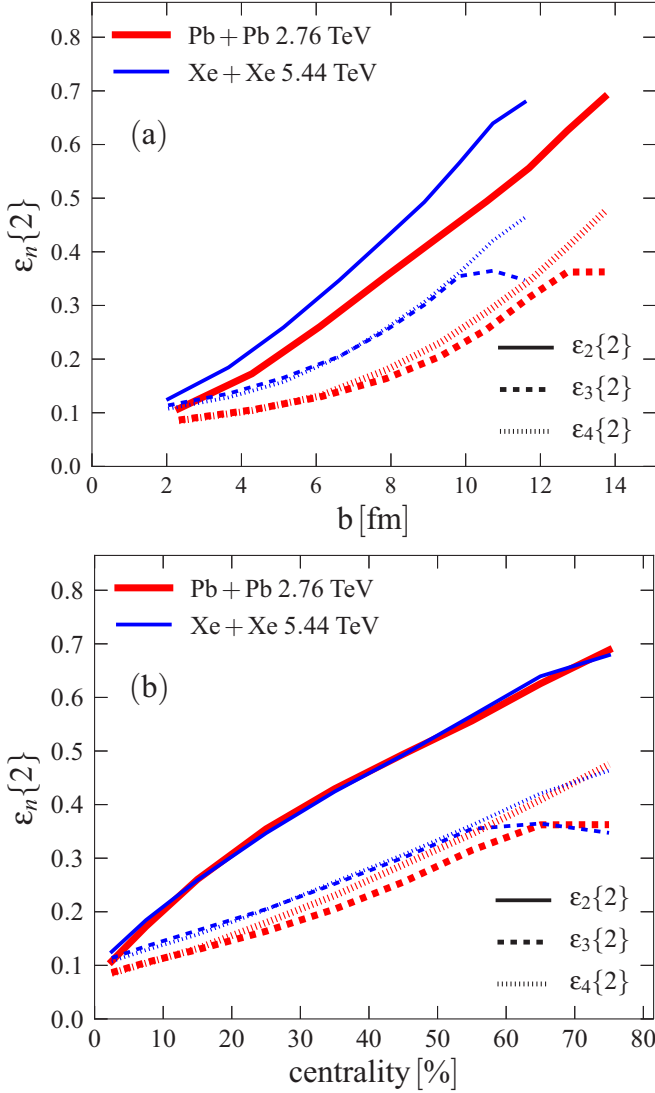 Pb + Pb 2.76 TeV
Xe + Xe 5.44 TeV
(a)
0.8
0.7
0.6
0.5
0.4
0.3
0.2
0.1
0.0
εn{2}
ε2{2}
ε3{2}
ε4{2}
0 2 4 6 8 10 12 14
b [fm]
Pb + Pb 2.76 TeV
Xe + Xe 5.44 TeV
(b)
0.8
0.7
0.6
0.5
0.4
0.3
0.2
0.1
0.0
εn{2}
ε2{2}
ε3{2}
ε4{2}
0 10 20 30 40 50 60 70 80
centrality [%]